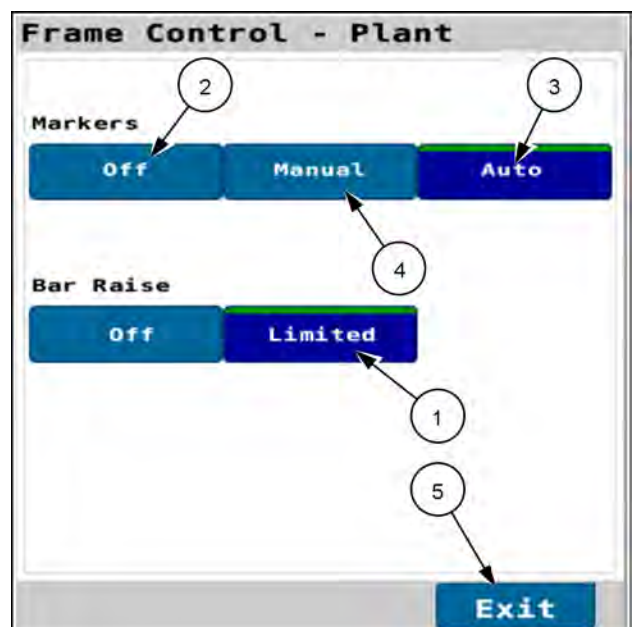 Frame Control - Plant
2 3
Markers
Off Manual Auto
4
Bar Raise
Off Limited
1
5
Exit